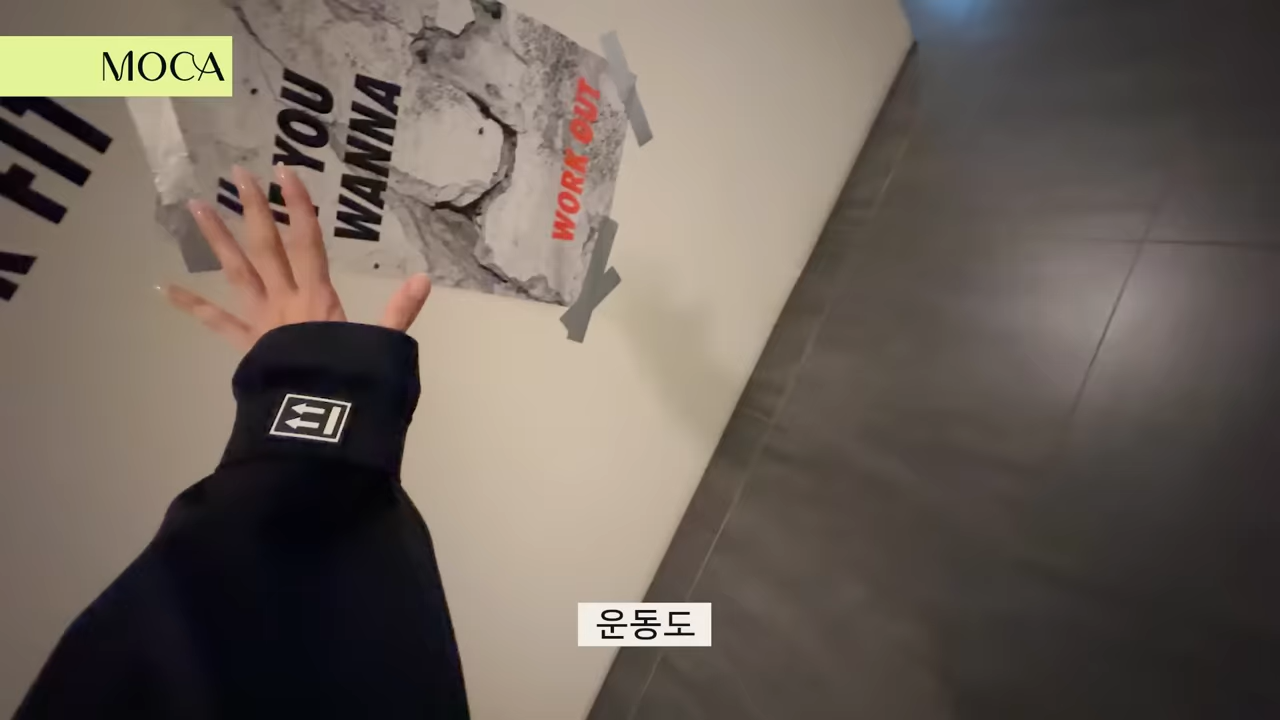 MOCA
IF YOU
WANNA
WORK OUT
운동도